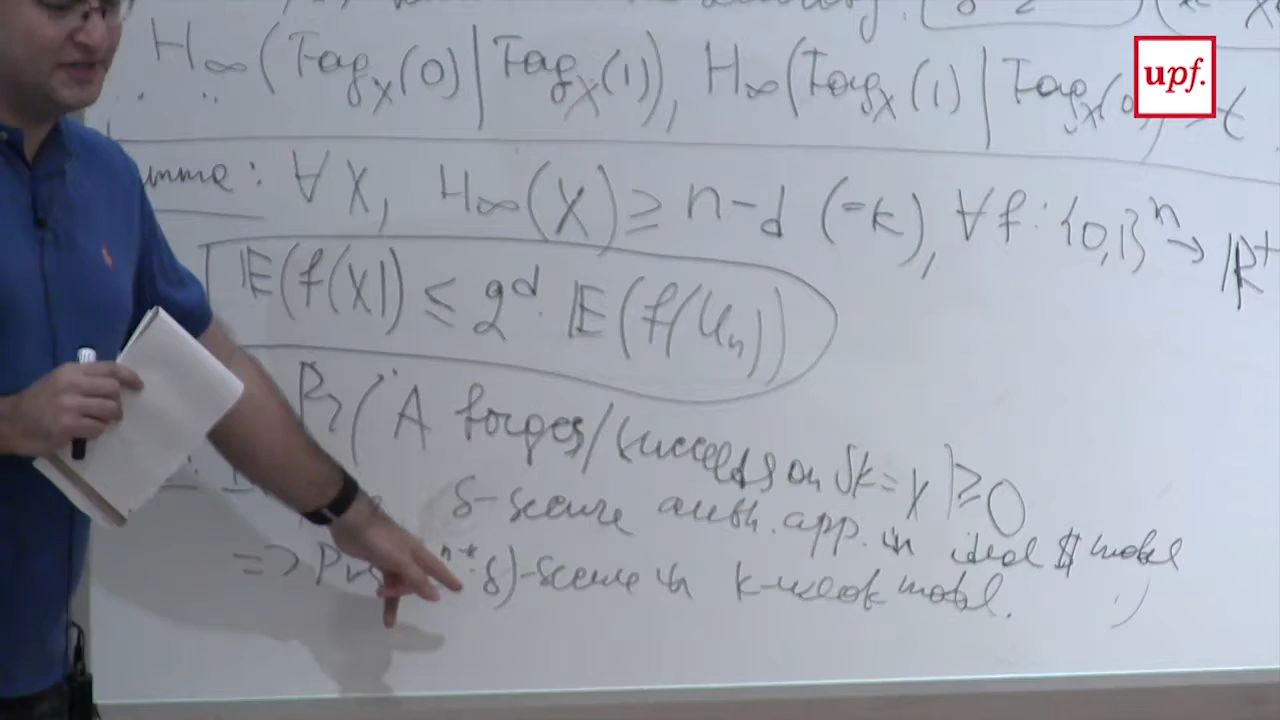 upf.
H∞(Tag_X(0) | Tag_X(1)), H∞(Tag_X(1) | Tag_X(0
∀ X, H∞(X) ≥ n-d (=k), ∀ f: {0,1}^n → ℝ⁺
𝔼(f(X)) ≤ 2^d · 𝔼(f(U_n))
Pr(A forges/succeeds on Sk = X) ≥ 0
δ-secure auth. app. in ideal $ model
=> δ)-secure in k-weak model.